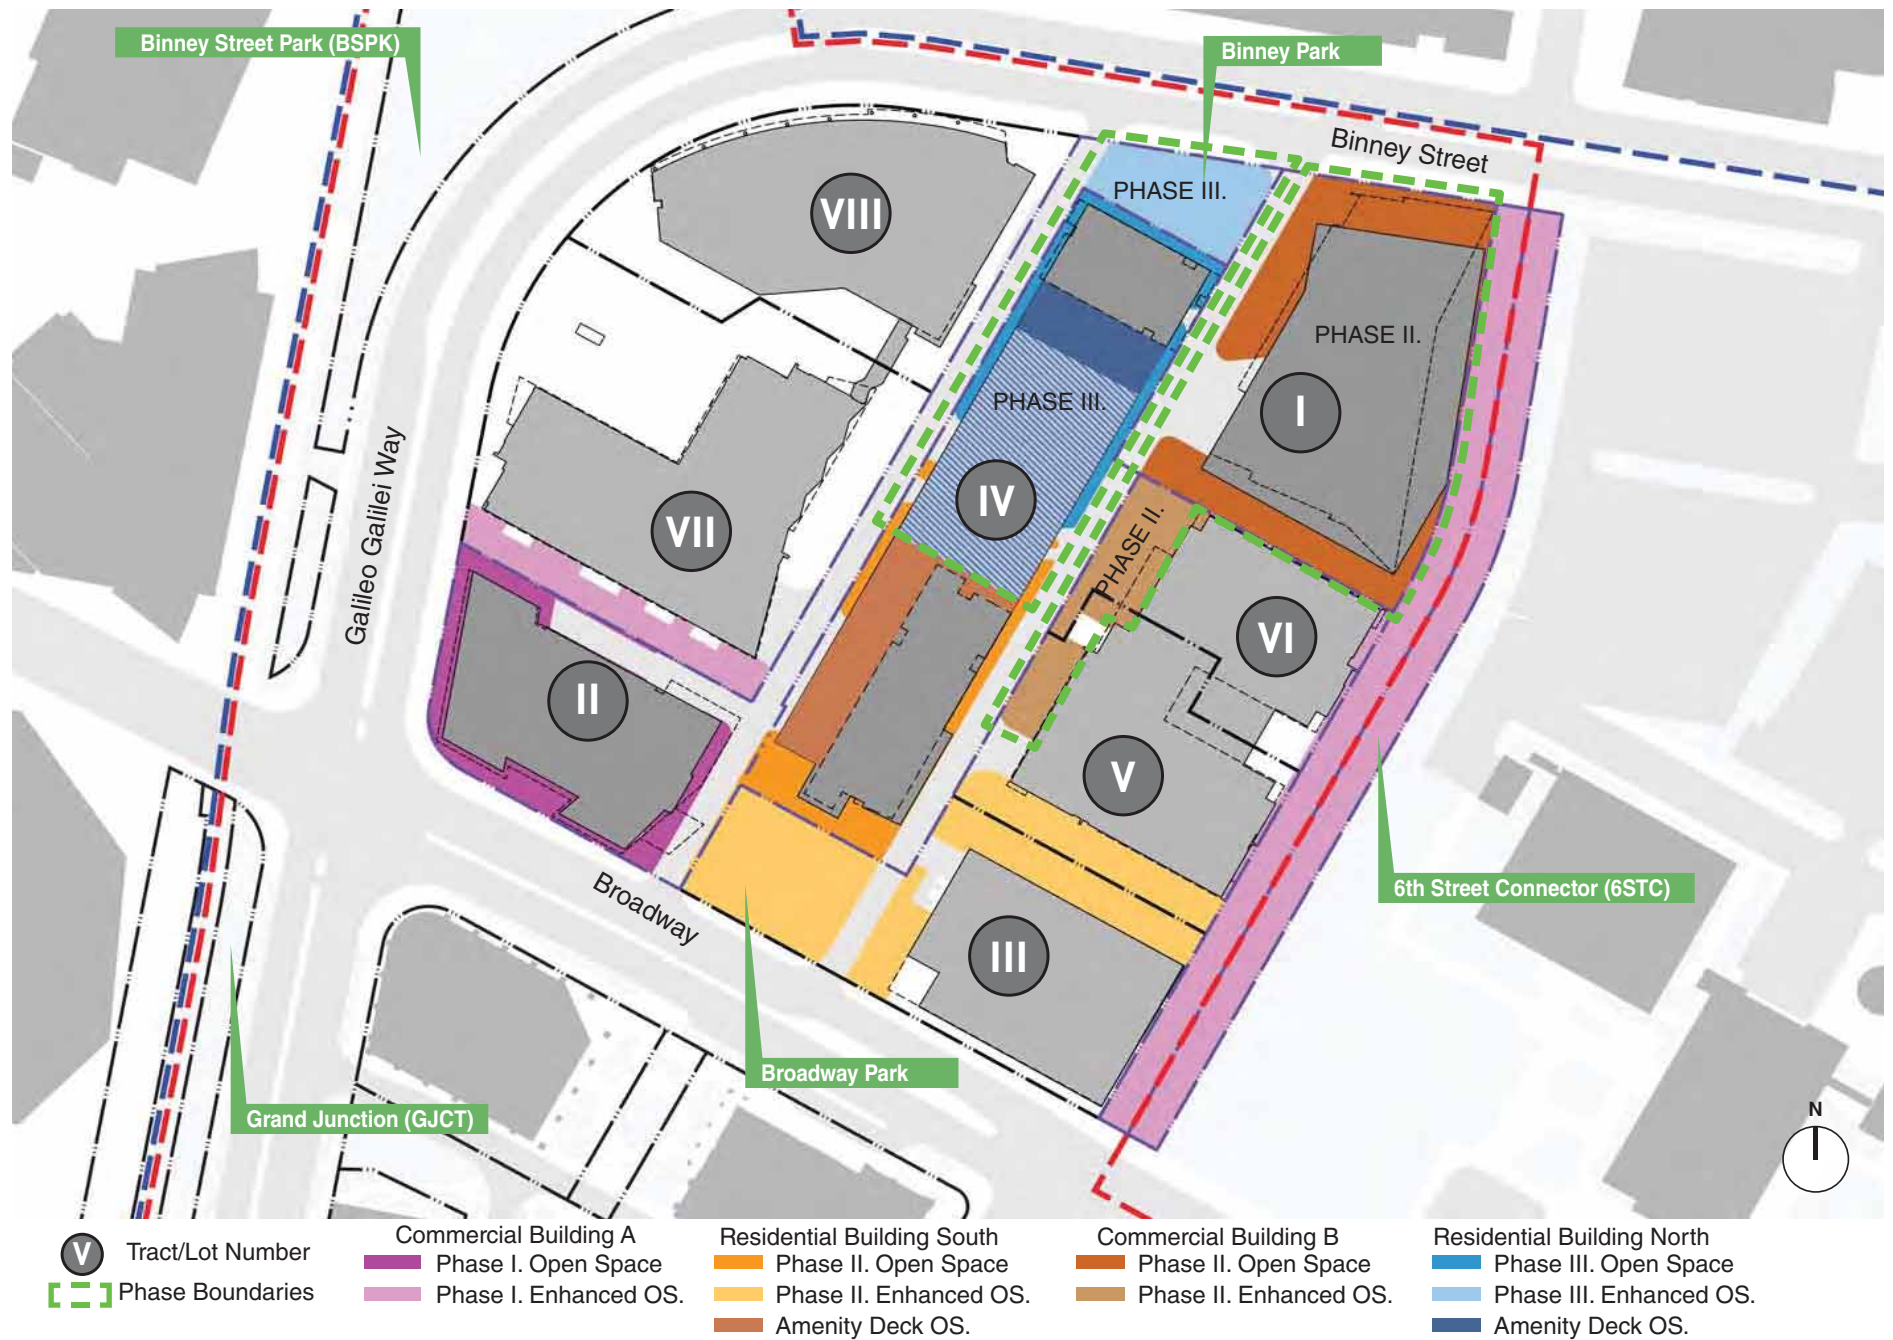 Binney Street Park (BSPK)
Binney Park
Binney Street
PHASE III.
VIII
PHASE II.
PHASE III.
I
IV
VII
PHASE II.
Galileo Galilei Way
VI
II
V
6th Street Connector (6STC)
Broadway
III
Broadway Park
Grand Junction (GJCT)
N
V Tract/Lot Number
Phase Boundaries
Commercial Building A
Phase I. Open Space
Phase I. Enhanced OS.
Residential Building South
Phase II. Open Space
Phase II. Enhanced OS.
Amenity Deck OS.
Commercial Building B
Phase II. Open Space
Phase II. Enhanced OS.
Residential Building North
Phase III. Open Space
Phase III. Enhanced OS.
Amenity Deck OS.